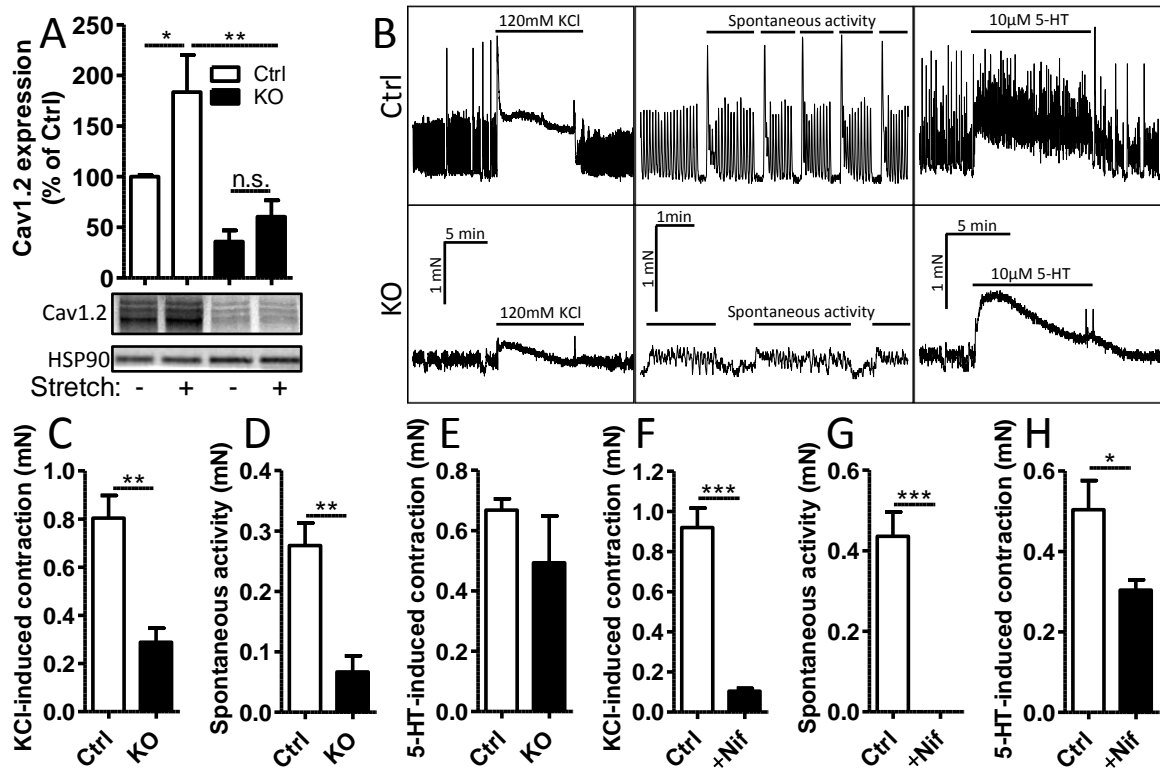 A
Cav1.2 expression
(% of Ctrl)
250
200
150
100
50
0
*
**
Ctrl
KO
n.s.
Cav1.2
HSP90
Stretch: - + - +
B
Ctrl
120mM KCl
Spontaneous activity
10µM 5-HT
KO
5 min
1 mN
120mM KCl
1min
1 mN
Spontaneous activity
5 min
1 mN
10µM 5-HT
C
KCl-induced contraction (mN)
1.0
0.8
0.6
0.4
0.2
0.0
**
Ctrl
KO
D
Spontaneous activity (mN)
0.4
0.3
0.2
0.1
0.0
**
Ctrl
KO
E
5-HT-induced contraction (mN)
0.8
0.6
0.4
0.2
0.0
Ctrl
KO
F
KCl-induced contraction (mN)
1.2
1.0
0.8
0.6
0.4
0.2
0.0
***
Ctrl
+Nif
G
Spontaneous activity (mN)
0.6
0.4
0.2
0.0
***
Ctrl
+Nif
H
5-HT-induced contraction (mN)
0.6
0.4
0.2
0.0
*
Ctrl
+Nif